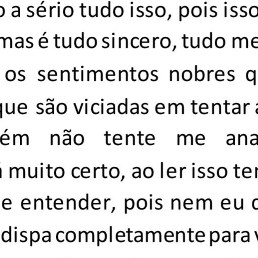 a sério tudo isso, pois isso
mas é tudo sincero, tudo me
os sentimentos nobres q
que são viciadas em tentar a
ém não tente me ana
muito certo, ao ler isso ten
e entender, pois nem eu
dispa completamente para v